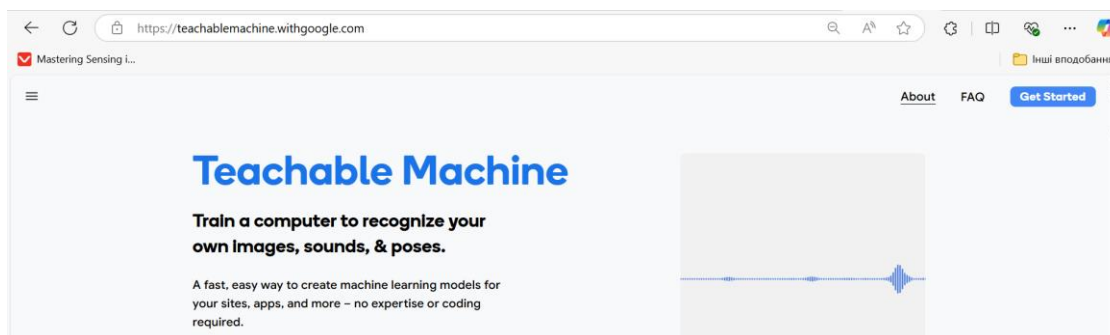 https://teachablemachine.withgoogle.com
Mastering Sensing i...
Інші вподобанн
About FAQ Get Started
Teachable Machine
Train a computer to recognize your
own images, sounds, & poses.
A fast, easy way to create machine learning models for
your sites, apps, and more – no expertise or coding
required.